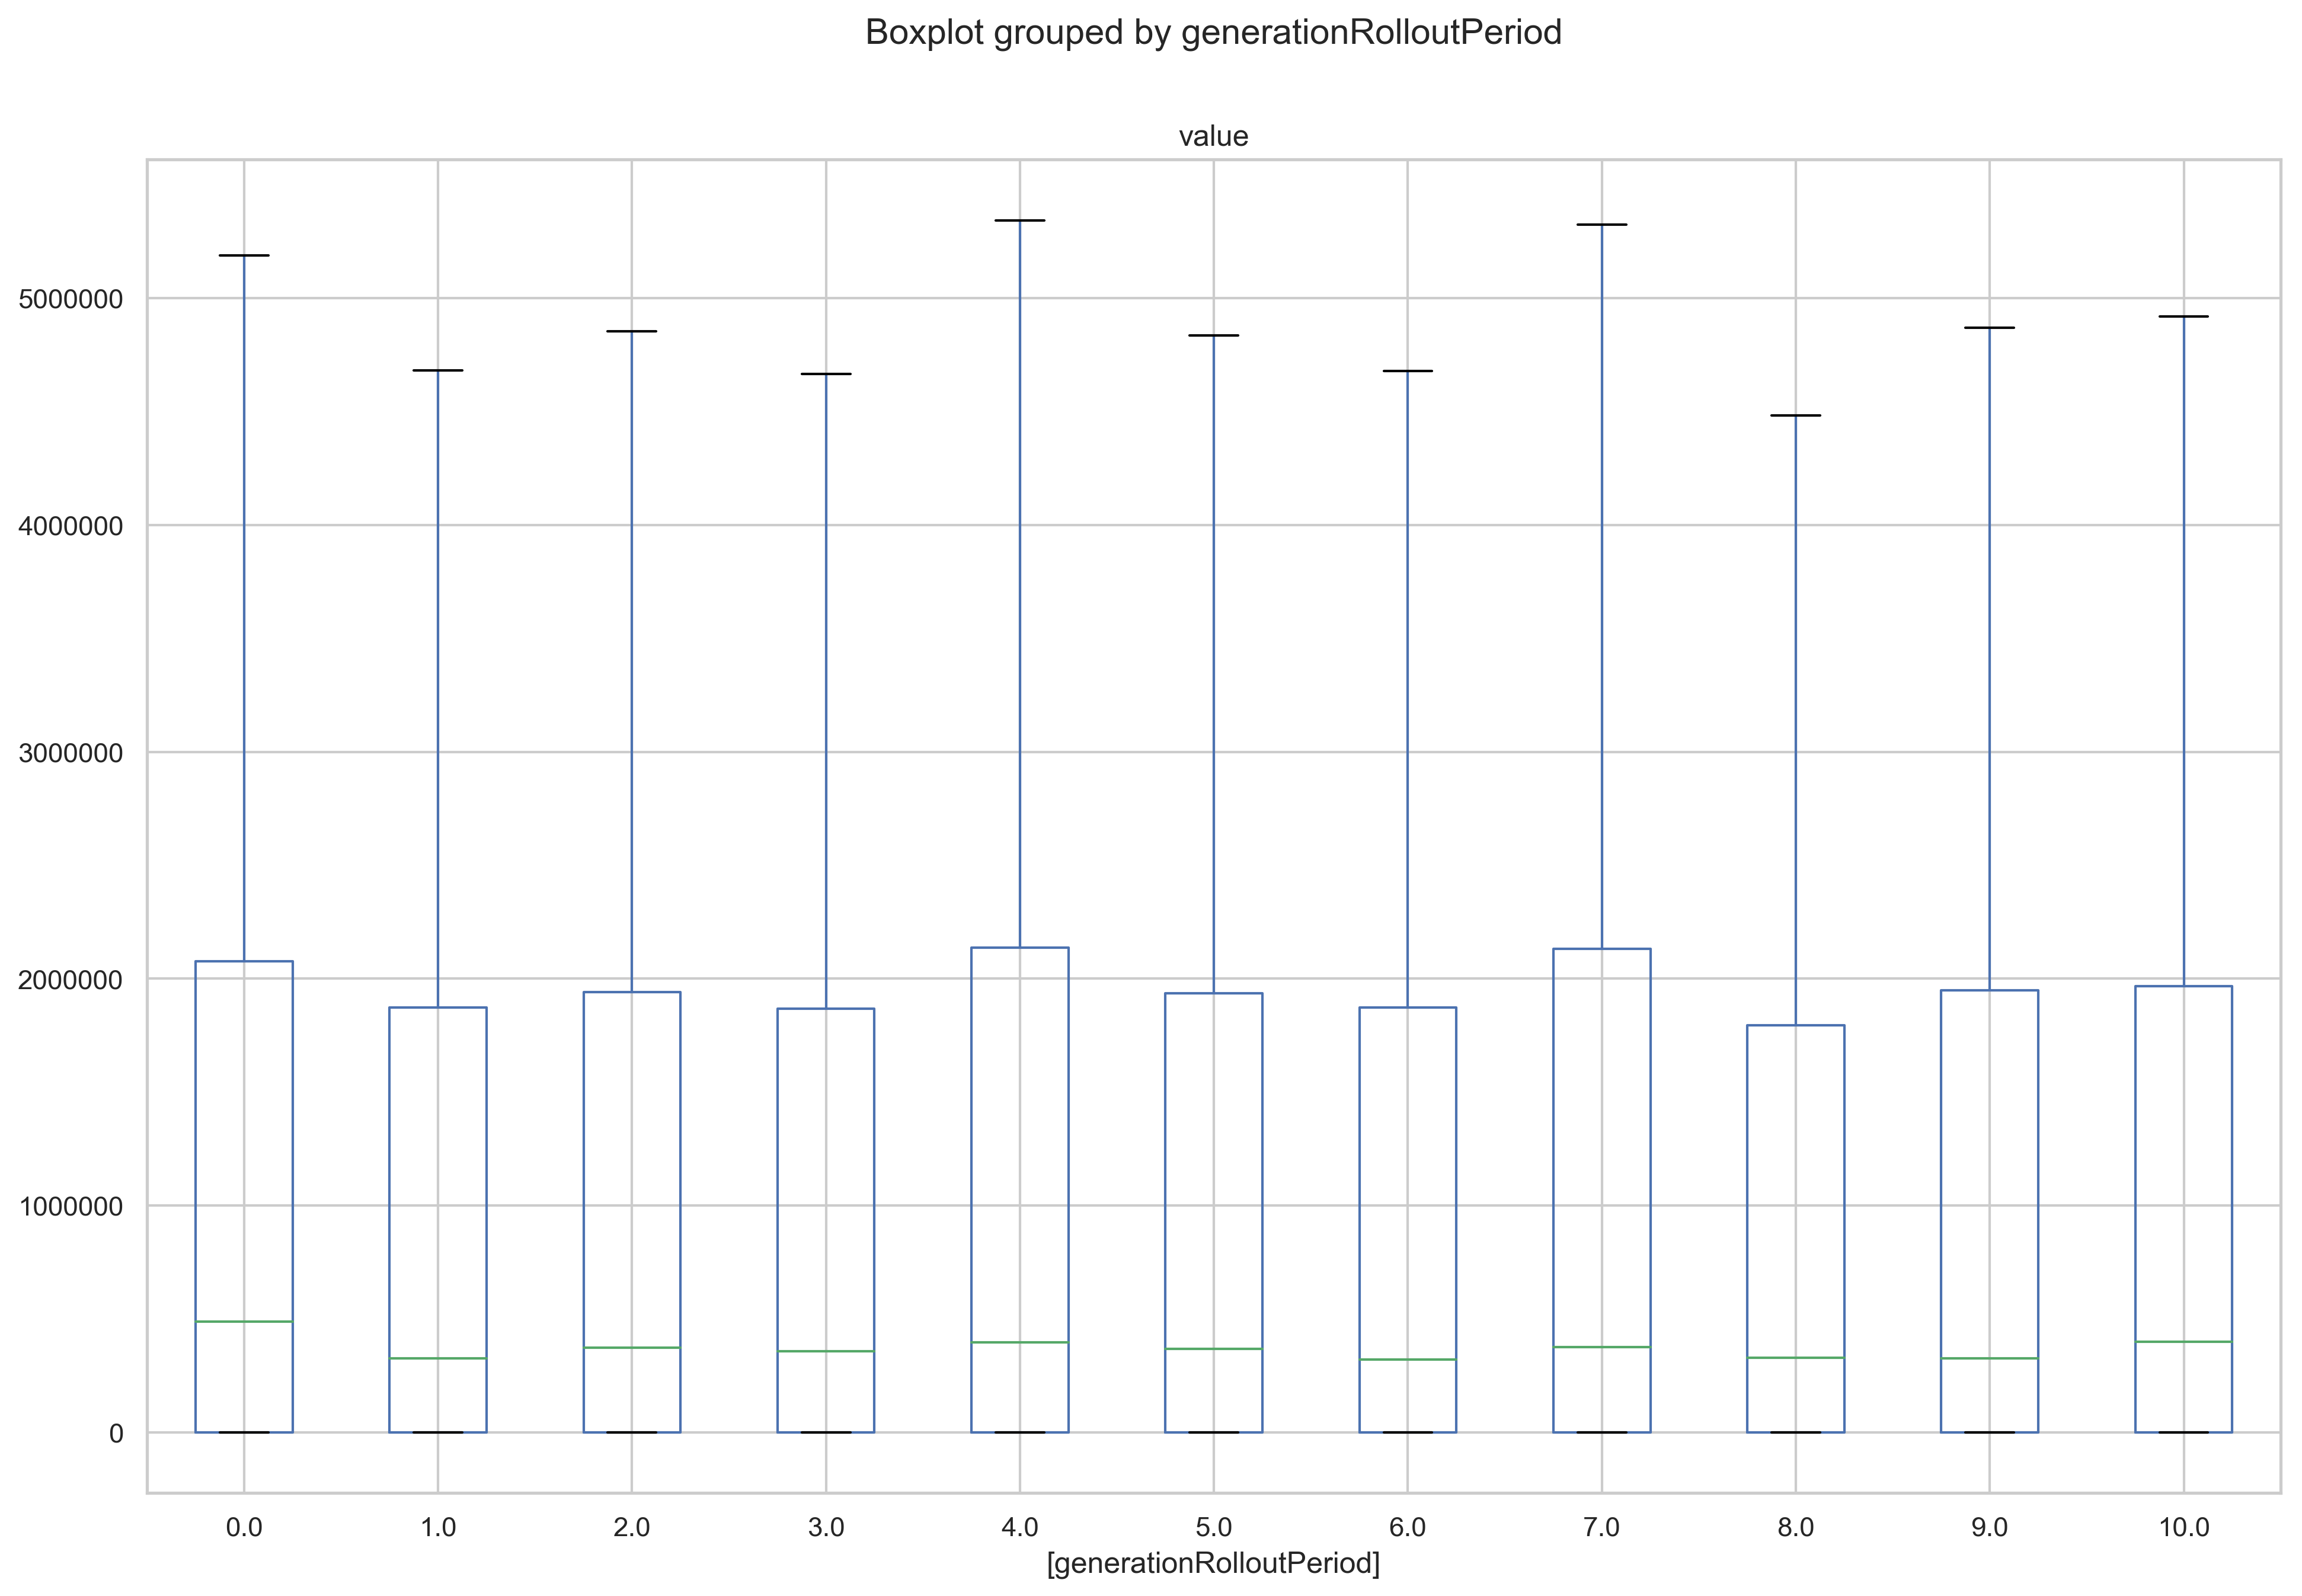 Boxplot grouped by generationRolloutPeriod
value
5000000
4000000
3000000
2000000
1000000
0
0.0 1.0 2.0 3.0 4.0 5.0 6.0 7.0 8.0 9.0 10.0
[generationRolloutPeriod]